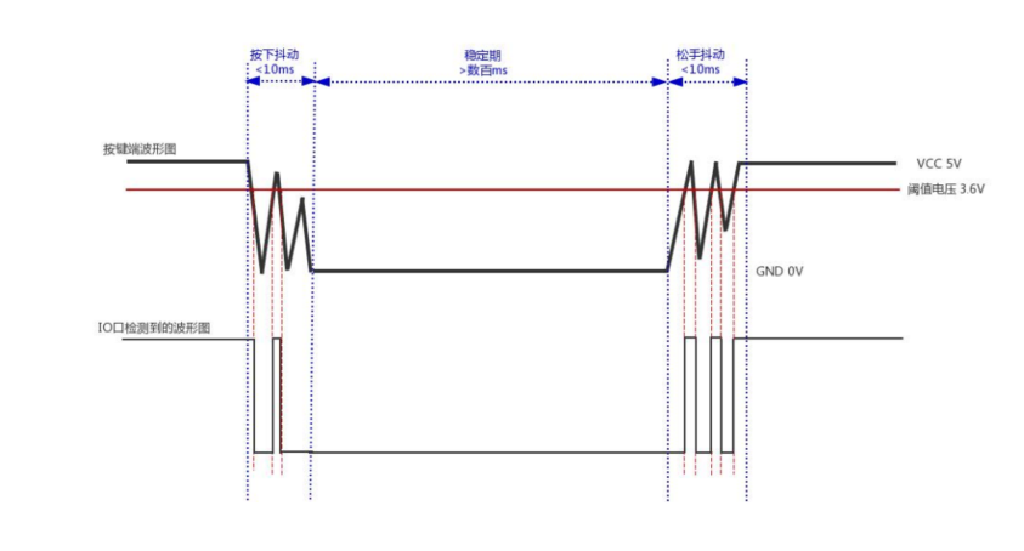 按下抖动
<10ms
稳定期
>数百ms
松手抖动
<10ms
按键端波形图
VCC 5V
阈值电压 3.6V
GND 0V
IO口检测到的波形图